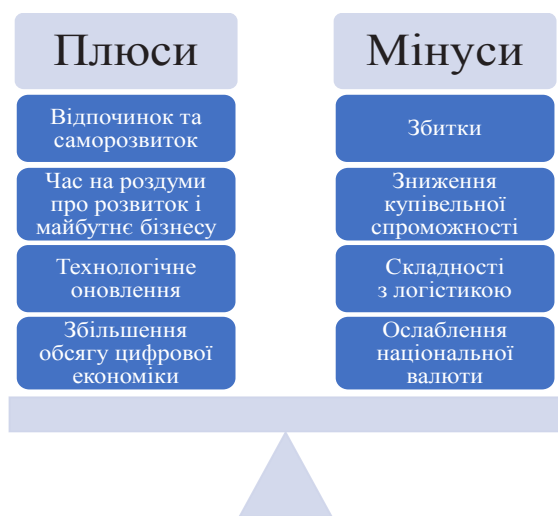 Плюси
Відпочинок та
саморозвиток
Час на роздуми
про розвиток і
майбутнє бізнесу
Технологічне
оновлення
Збільшення
обсягу цифрової
економіки
Мінуси
Збитки
Зниження
купівельної
спроможності
Складності
з логістикою
Ослаблення
національної
валюти